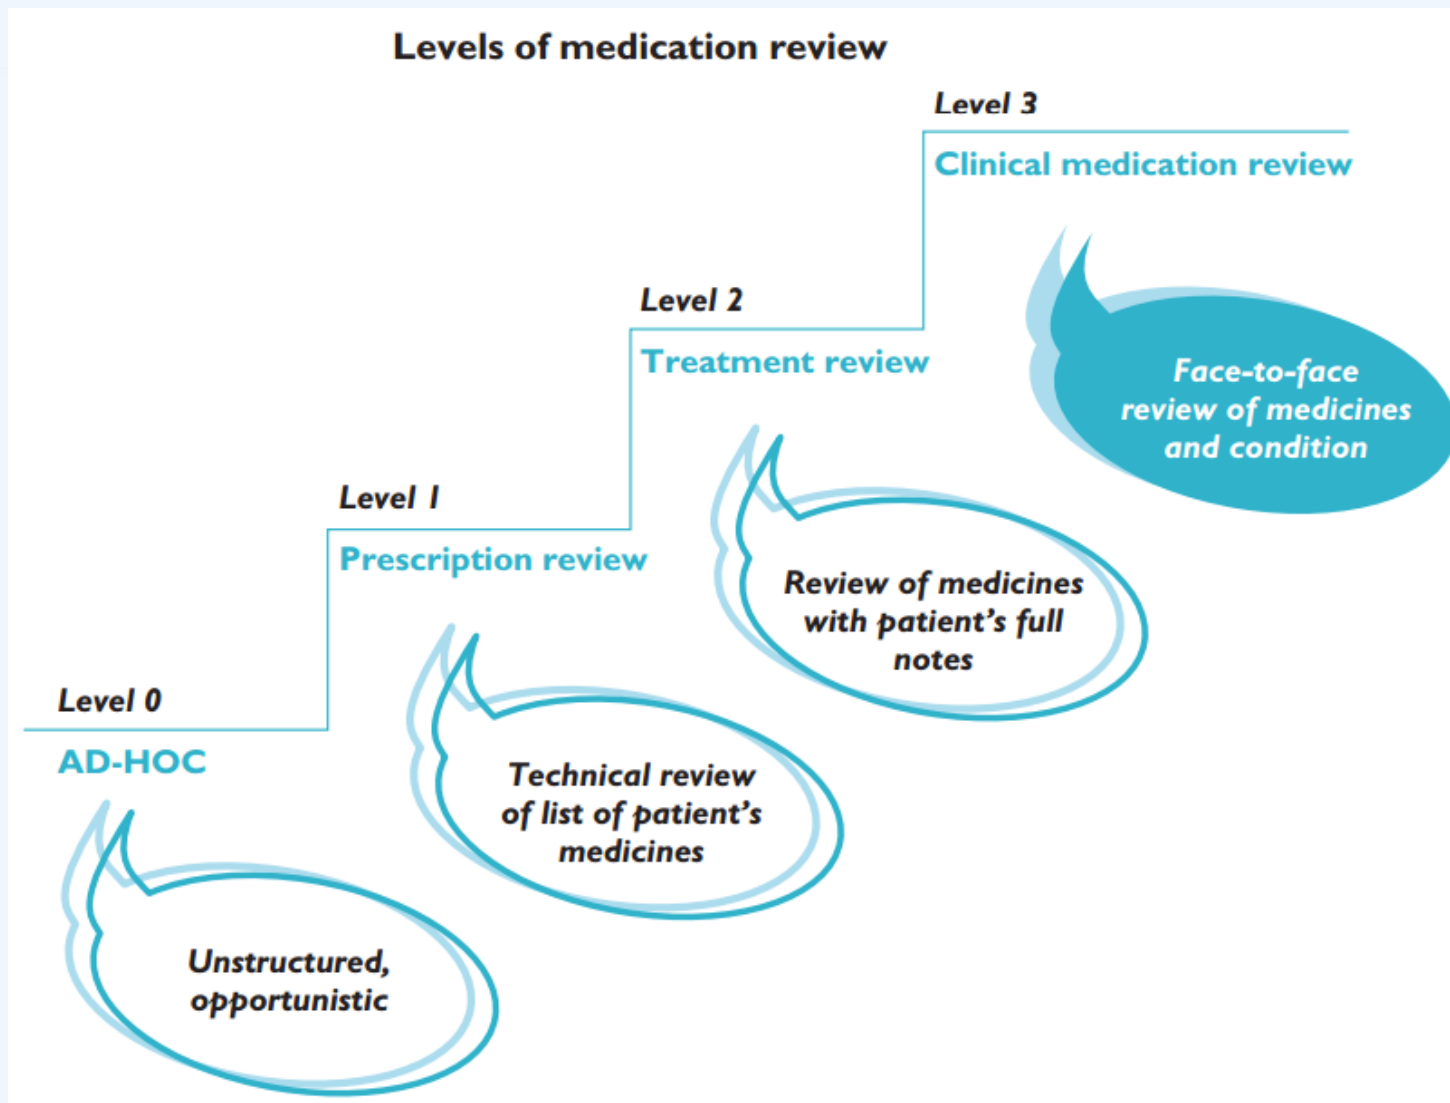 Levels of medication review
Level 3
Clinical medication review
Face-to-face
review of medicines
and condition
Level 2
Treatment review
Review of medicines
with patient’s full
notes
Level 1
Prescription review
Technical review
of list of patient’s
medicines
Level 0
AD-HOC
Unstructured,
opportunistic